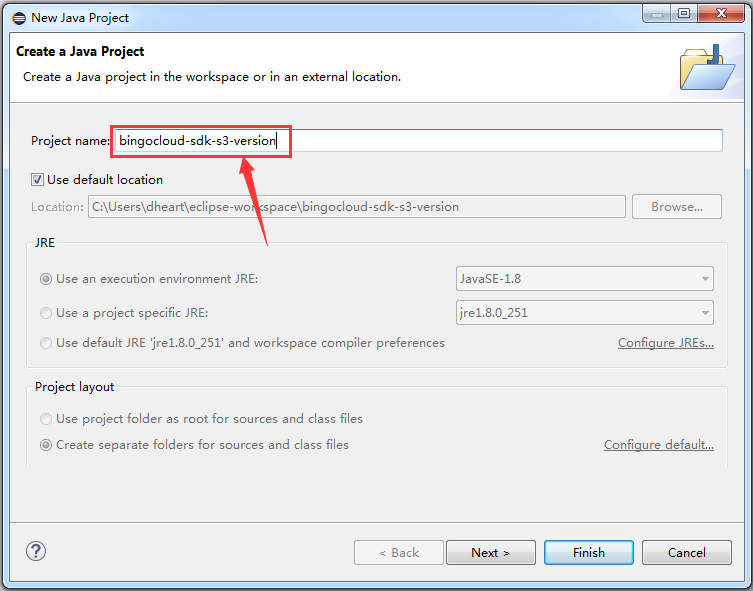 New Java Project
Create a Java Project
Create a Java project in the workspace or in an external location.
Project name: bingocloud-sdk-s3-version
Use default location
Location: C:\Users\dheart\eclipse-workspace\bingocloud-sdk-s3-version Browse...
JRE
Use an execution environment JRE: JavaSE-1.8
Use a project specific JRE: jre1.8.0_251
Use default JRE 'jre1.8.0_251' and workspace compiler preferences Configure JREs...
Project layout
Use project folder as root for sources and class files
Create separate folders for sources and class files Configure default...
? < Back Next > Finish Cancel